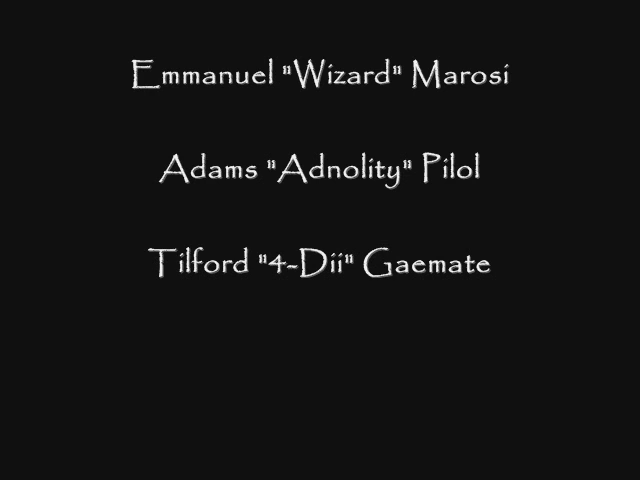 Emmanuel "Wizard" Marosi
Adams "Adnolity" Pilol
Tilford "4-Dii" Gaemate